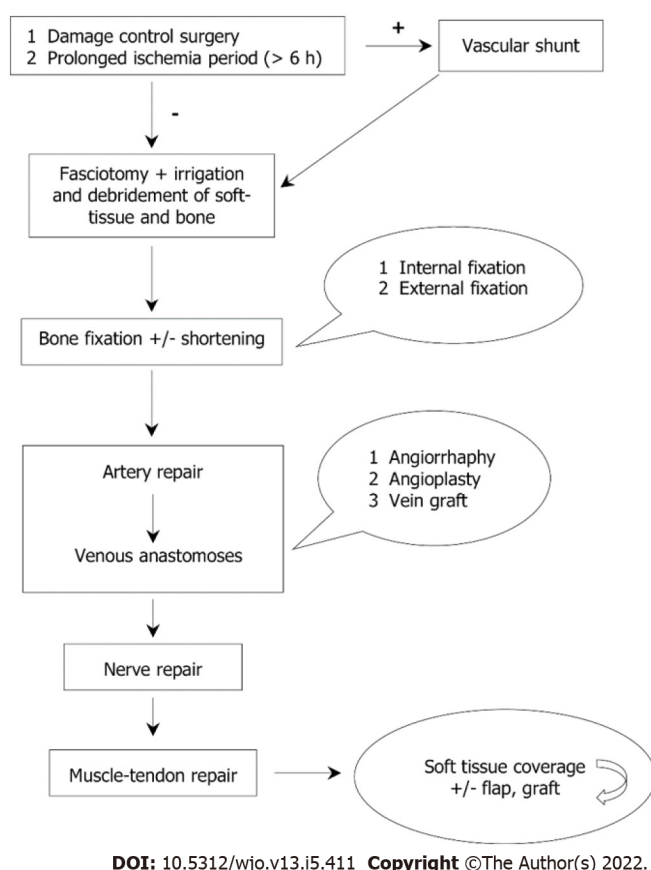 1 Damage control surgery
2 Prolonged ischemia period (> 6 h)
+
Vascular shunt
-
Fasciotomy + irrigation
and debridement of soft-
tissue and bone
1 Internal fixation
2 External fixation
Bone fixation +/- shortening
Artery repair
Venous anastomoses
1 Angiorrhaphy
2 Angioplasty
3 Vein graft
Nerve repair
Muscle-tendon repair
Soft tissue coverage
+/- flap, graft
DOI: 10.5312/wjo.v13.i5.411 Copyright ©The Author(s) 2022.